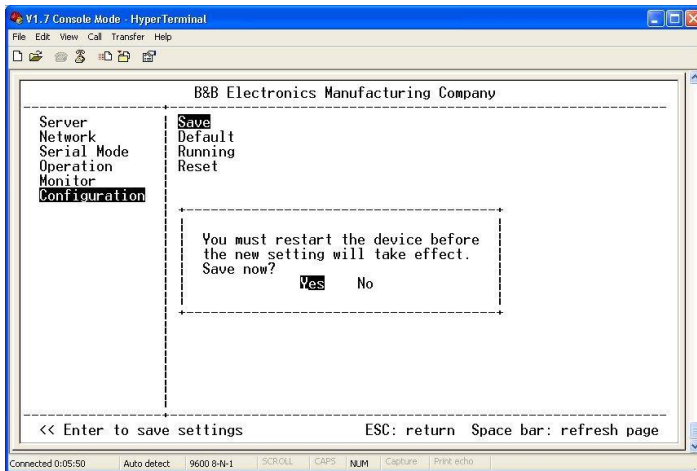 V1.7 Console Mode - HyperTerminal
File Edit View Call Transfer Help
B&B Electronics Manufacturing Company
Server
Network
Serial Mode
Operation
Monitor
Configuration
Save
Default
Running
Reset
You must restart the device before
the new setting will take effect.
Save now?
Yes No
<< Enter to save settings ESC: return Space bar: refresh page
Connected 0:05:50 Auto detect 9600 8-N-1 SCROLL CAPS NUM Capture Print echo